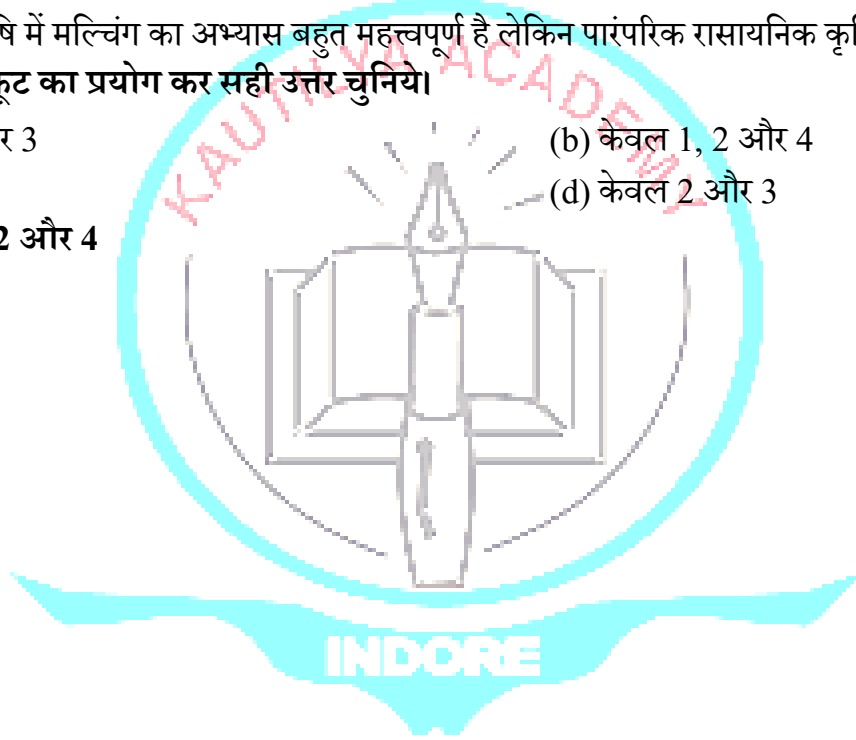 षि में मल्चिंग का अभ्यास बहुत महत्त्वपूर्ण है लेकिन पारंपरिक रासायनिक कृषि
कूट का प्रयोग कर सही उत्तर चुनिये।
र 3
(b) केवल 1, 2 और 4
(d) केवल 2 और 3
2 और 4
KAUTILYA ACADEMY
INDORE